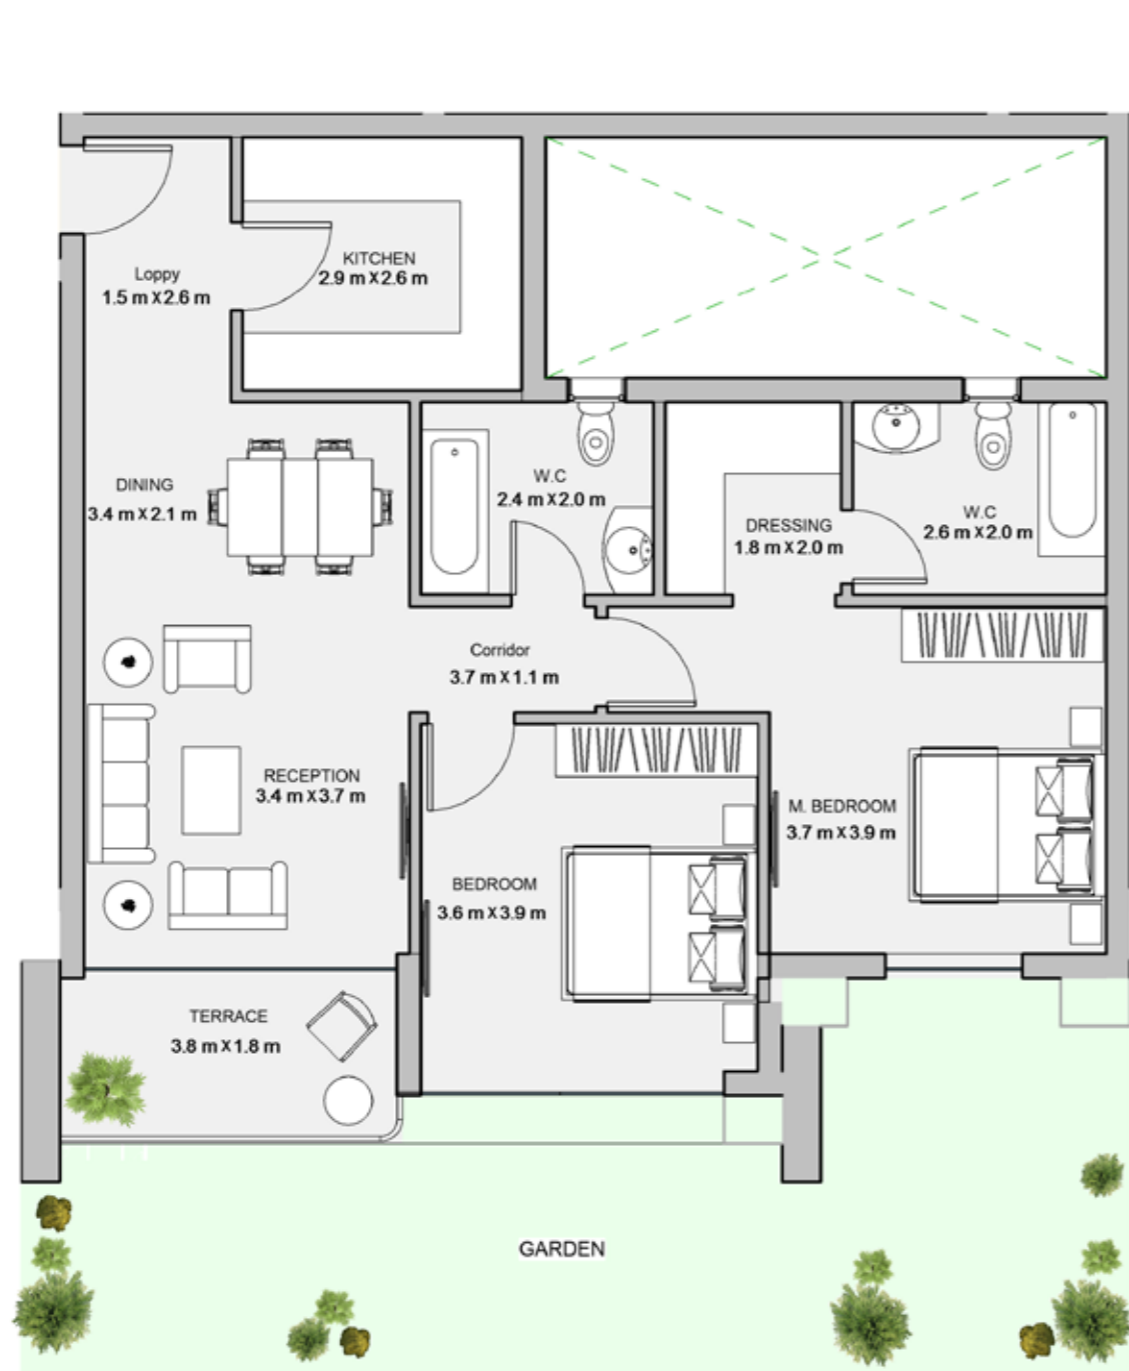 KITCHEN
2.9 m X 2.6 m
Loppy
1.5 m X 2.6 m
DINING
3.4 m X 2.1 m
W.C
2.4 m X 2.0 m
DRESSING
1.8 m X 2.0 m
W.C
2.6 m X 2.0 m
Corridor
3.7 m X 1.1 m
RECEPTION
3.4 m X 3.7 m
M. BEDROOM
3.7 m X 3.9 m
BEDROOM
3.6 m X 3.9 m
TERRACE
3.8 m X 1.8 m
GARDEN